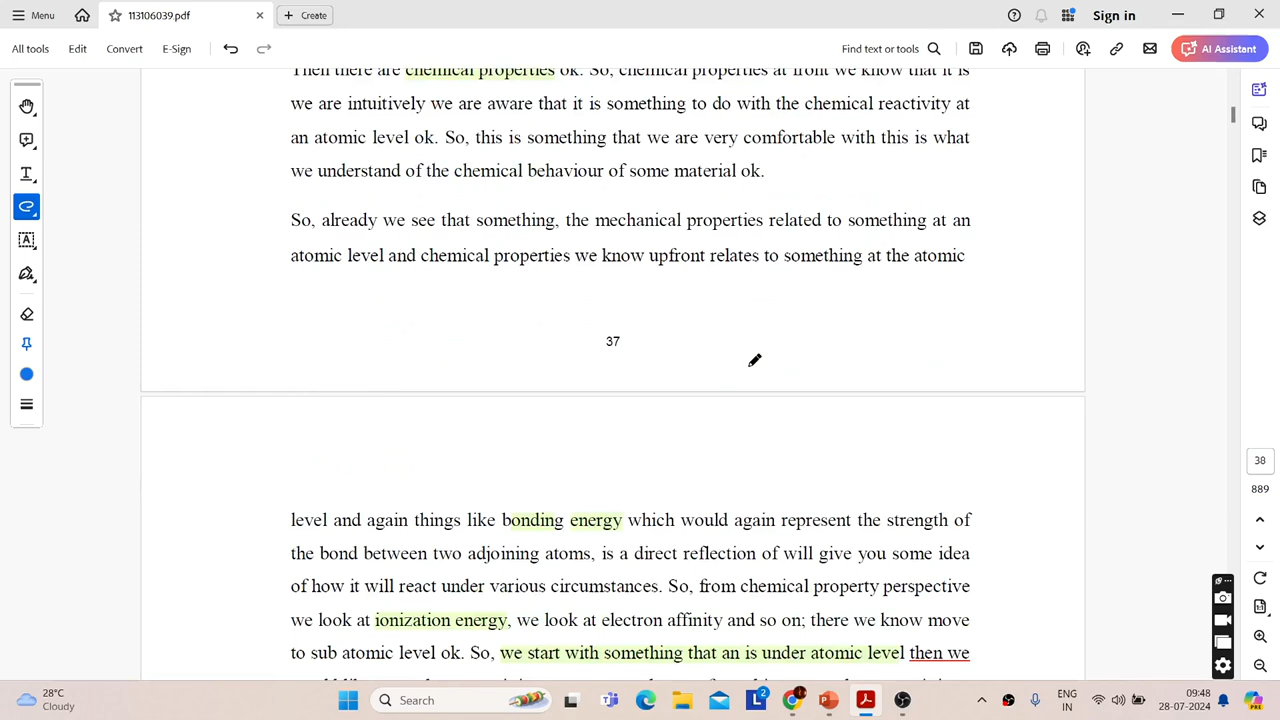 Menu
113106039.pdf
Create
Sign in
All tools
Edit
Convert
E-Sign
Find text or tools
AI Assistant
Then there are chemical properties ok. So, chemical properties at front we know that it is
we are intuitively we are aware that it is something to do with the chemical reactivity at
an atomic level ok. So, this is something that we are very comfortable with this is what
we understand of the chemical behaviour of some material ok.
So, already we see that something, the mechanical properties related to something at an
atomic level and chemical properties we know upfront relates to something at the atomic
37
level and again things like bonding energy which would again represent the strength of
the bond between two adjoining atoms, is a direct reflection of will give you some idea
of how it will react under various circumstances. So, from chemical property perspective
we look at ionization energy, we look at electron affinity and so on; there we know move
to sub atomic level ok. So, we start with something that an is under atomic level then we
38
889
28°C
Cloudy
Search
2
ENG
IN
09:48
28-07-2024